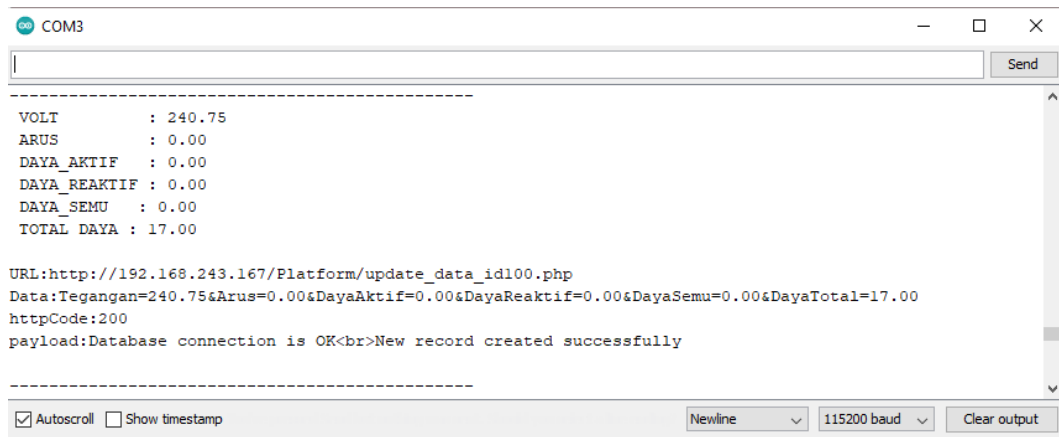 COM3
Send
-----------------------------------------------
VOLT         : 240.75
ARUS         : 0.00
DAYA_AKTIF   : 0.00
DAYA_REAKTIF : 0.00
DAYA_SEMU   : 0.00
TOTAL DAYA : 17.00
URL:http://192.168.243.167/Platform/update_data_id100.php
Data:Tegangan=240.75&Arus=0.00&DayaAktif=0.00&DayaReaktif=0.00&DayaSemu=0.00&DayaTotal=17.00
httpCode:200
payload:Database connection is OK<br>New record created successfully
-----------------------------------------------
Autoscroll Show timestamp Newline 115200 baud Clear output